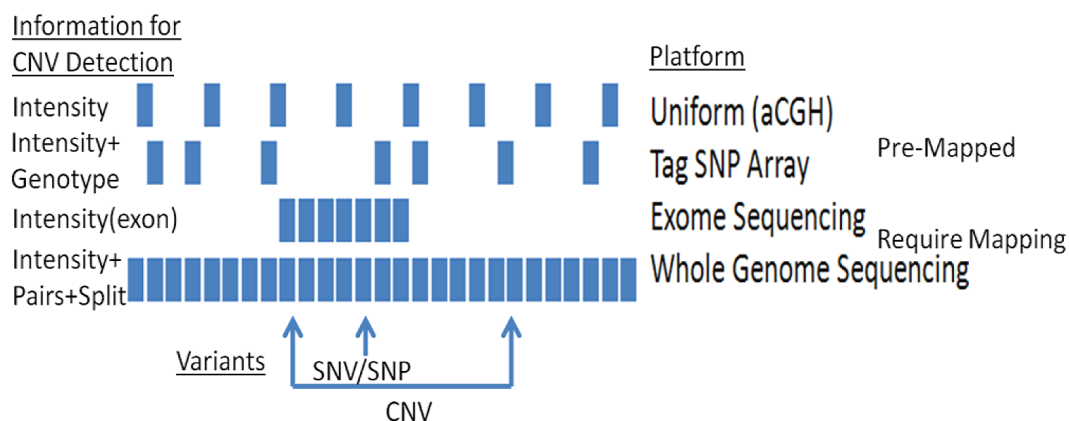 Information for
CNV Detection
Platform
Intensity
Uniform (aCGH)
Intensity+
Genotype
Tag SNP Array
Pre-Mapped
Intensity(exon)
Exome Sequencing
Require Mapping
Intensity+
Pairs+Split
Whole Genome Sequencing
Variants
SNV/SNP
CNV